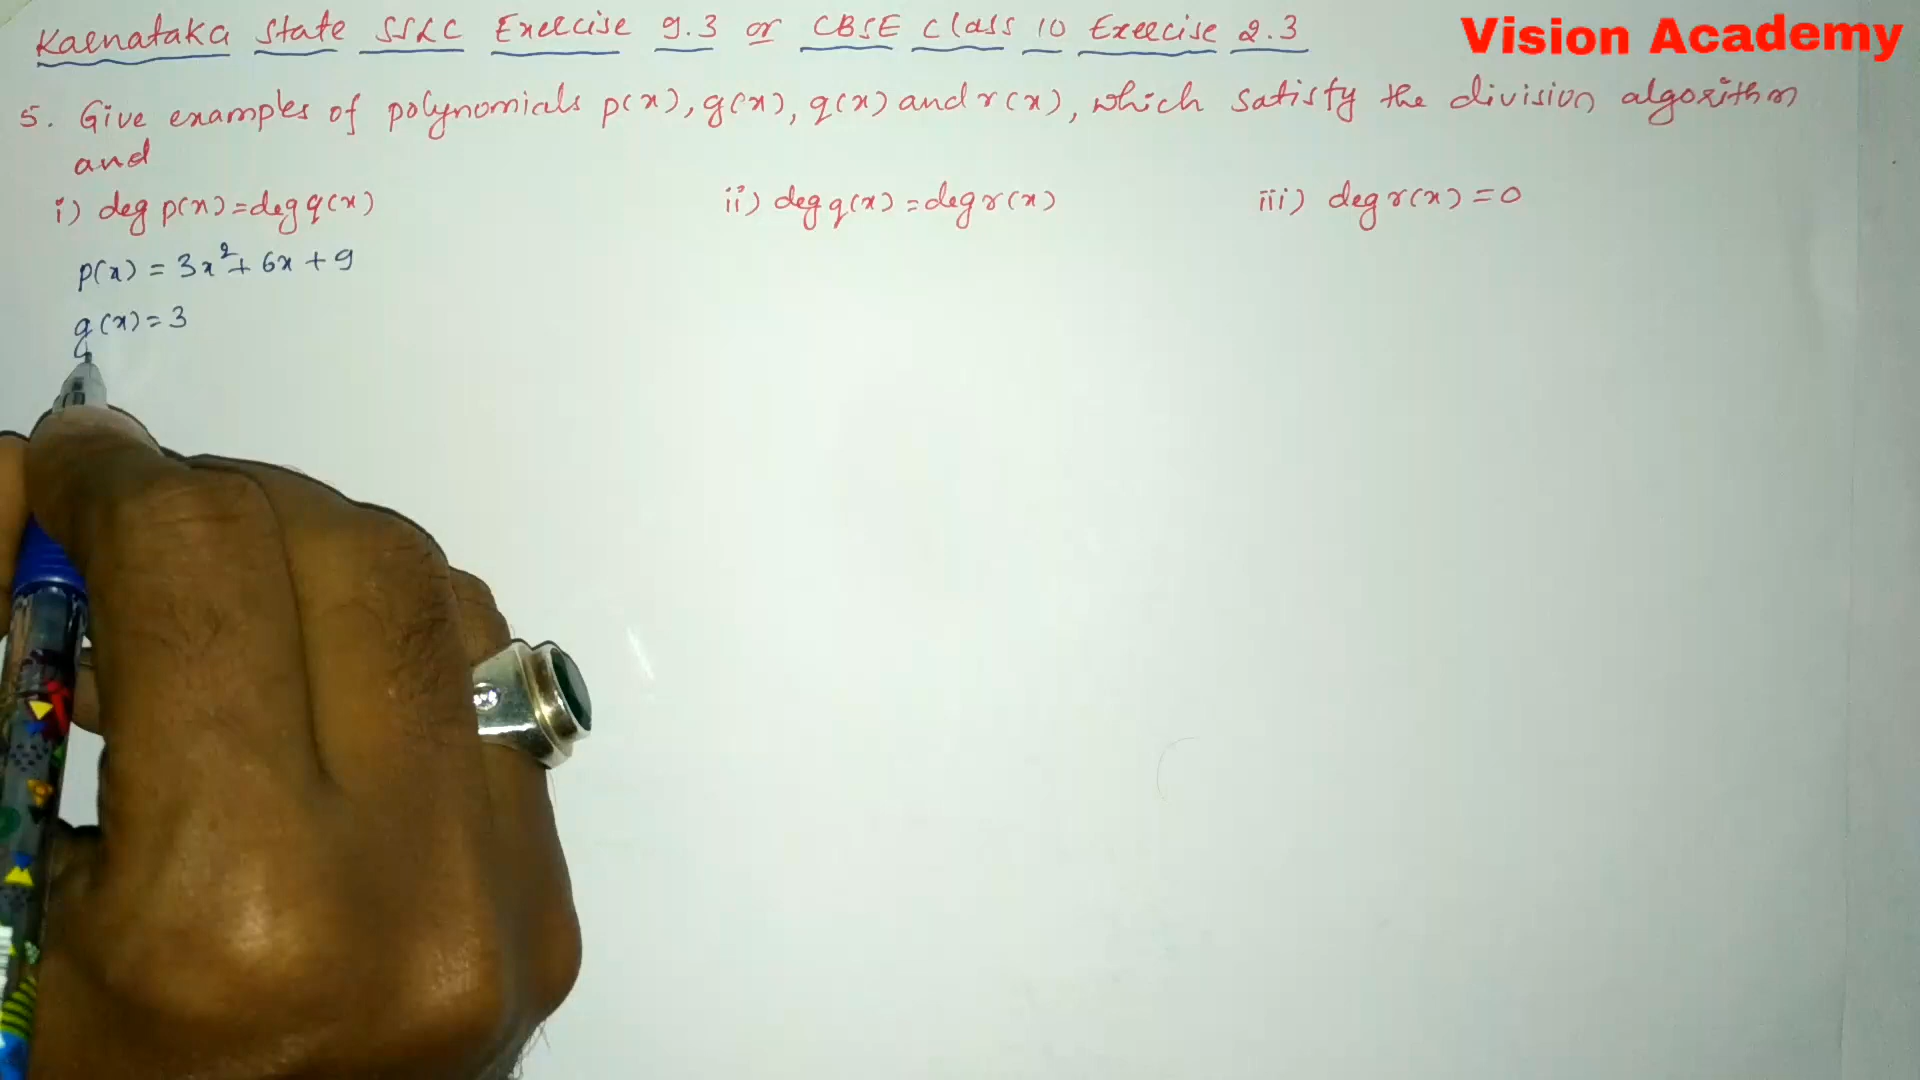 Karnataka State SSLC Exercise 9.3 or CBSE Class 10 Exercise 2.3
Vision Academy
5. Give examples of polynomials p(x), g(x), q(x) and r(x), which satisfy the division algorithm
and
i) deg p(x) = deg q(x)
ii) deg q(x) = deg r(x)
iii) deg r(x) = 0
p(x) = 3x² + 6x + 9
g(x) = 3